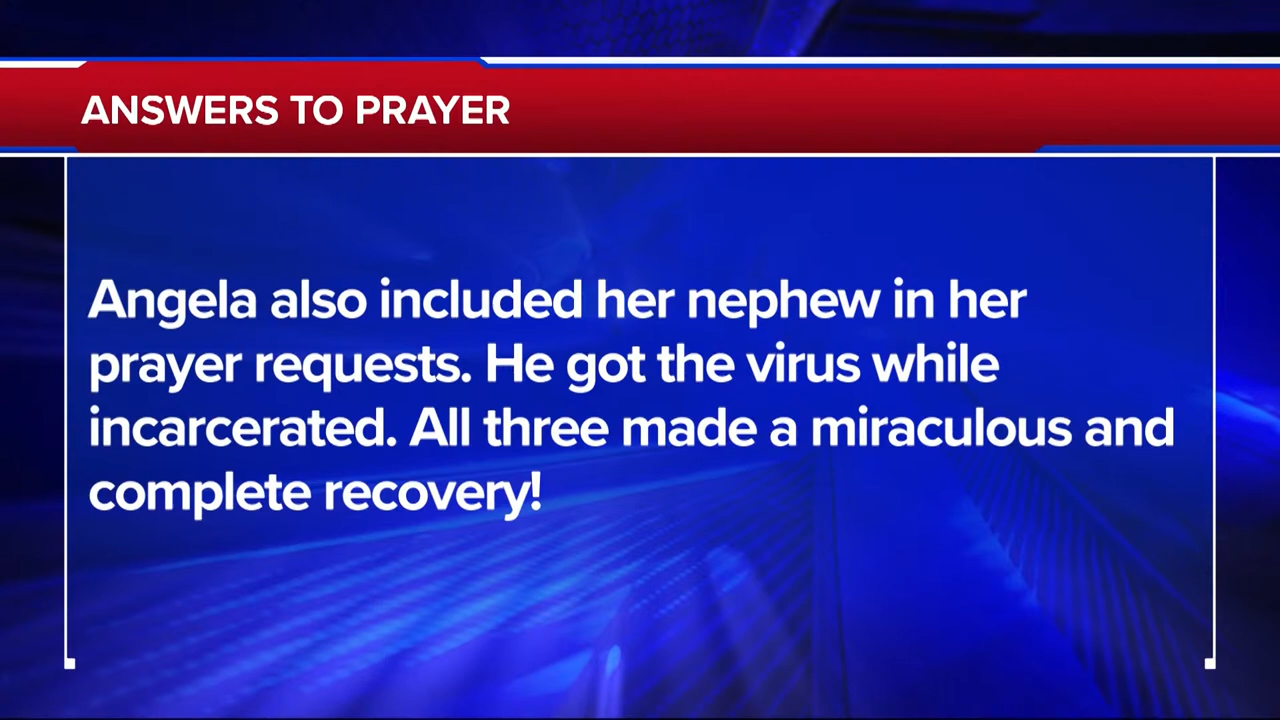 ANSWERS TO PRAYER
Angela also included her nephew in her
prayer requests. He got the virus while
incarcerated. All three made a miraculous and
complete recovery!